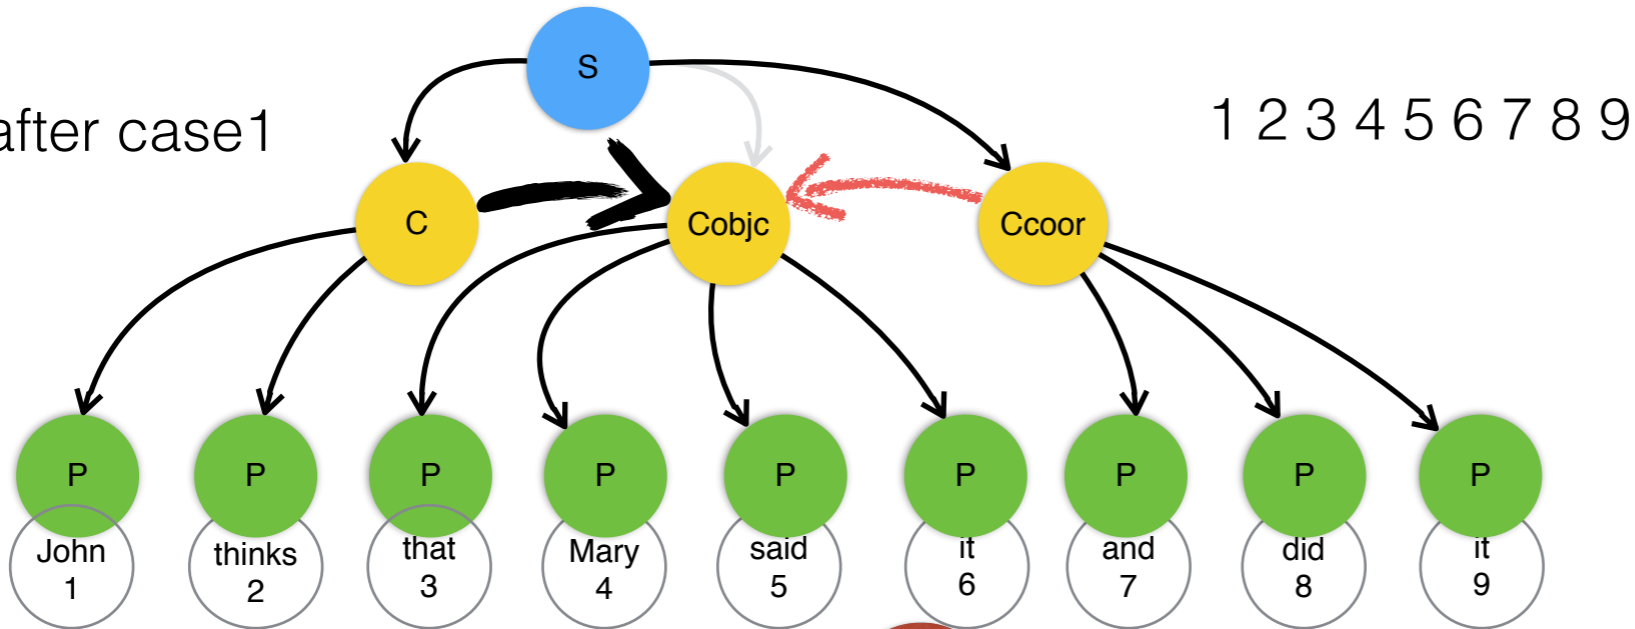 S
after case1
1 2 3 4 5 6 7 8 9
C
Cobjc
Ccoor
P P P P P P P P P
John thinks that Mary said it and did it
1 2 3 4 5 6 7 8 9